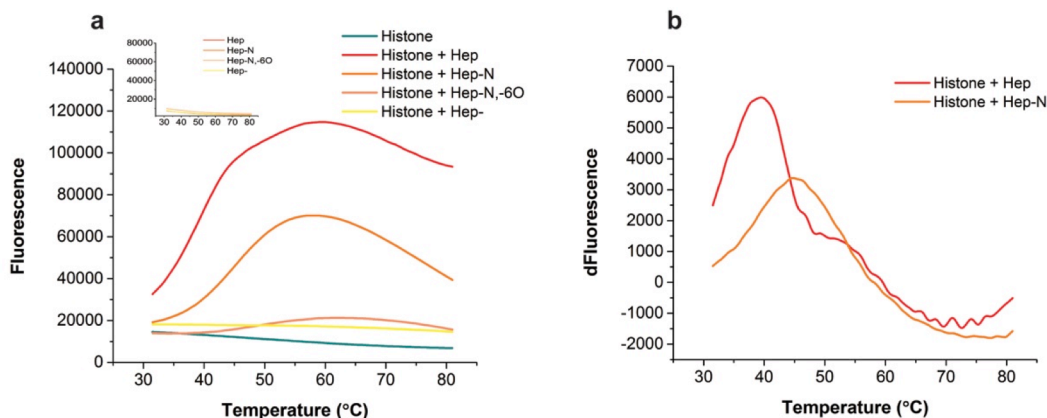 a
Hep
Hep-N
Hep-N,-6O
Hep-
80000
60000
40000
20000
30 40 50 60 70 80
Histone
Histone + Hep
Histone + Hep-N
Histone + Hep-N,-6O
Histone + Hep-
140000
120000
100000
80000
60000
40000
20000
0
Fluorescence
30 40 50 60 70 80
Temperature (°C)
b
Histone + Hep
Histone + Hep-N
7000
6000
5000
4000
3000
2000
1000
0
-1000
-2000
dFluorescence
30 40 50 60 70 80
Temperature (°C)